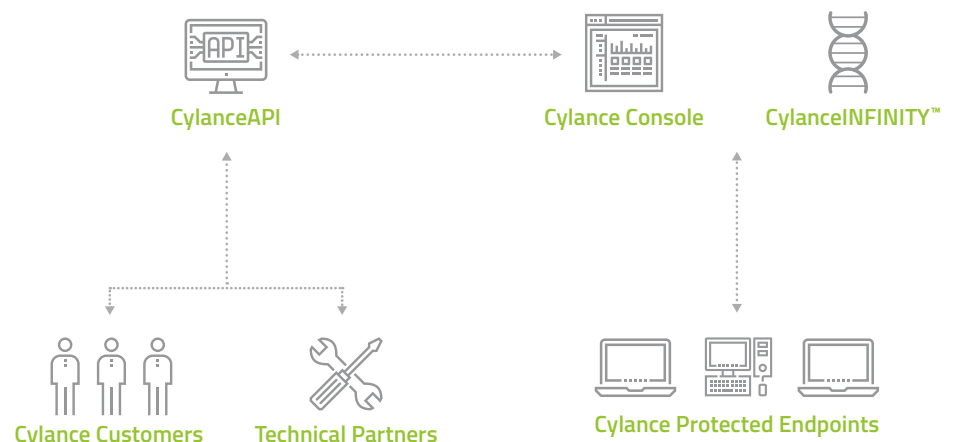 API
CylanceAPI
Cylance Console
CylanceINFINITY™
Cylance Customers
Technical Partners
Cylance Protected Endpoints